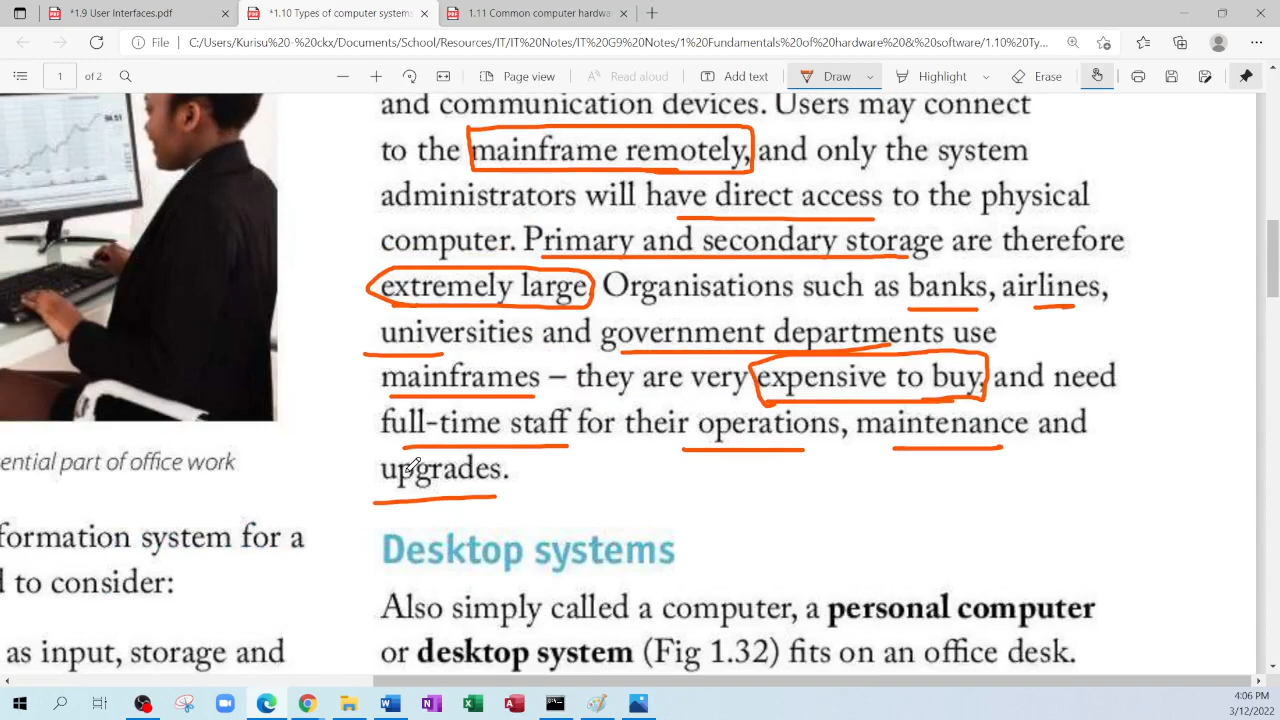 *1.9 User Interfaces.pdf
*1.10 Types of computer systems
1.11 Common computer hardwa
File
C:/Users/Kurisu%20-%20ckx/Documents/School/Resources/IT/IT%20Notes/IT%20G9%20Notes/1%20Fundamentals%20of%20hardware%20&%20software/1.10%20Ty...
1
of 2
Page view
Read aloud
Add text
Draw
Highlight
Erase
and communication devices. Users may connect
to the mainframe remotely, and only the system
administrators will have direct access to the physical
computer. Primary and secondary storage are therefore
extremely large. Organisations such as banks, airlines,
universities and government departments use
mainframes – they are very expensive to buy, and need
full-time staff for their operations, maintenance and
upgrades.
Desktop systems
Also simply called a computer, a personal computer
or desktop system (Fig 1.32) fits on an office desk.
94.51
ential part of office work
formation system for a
d to consider:
as input, storage and
4:06 PM
3/12/2022